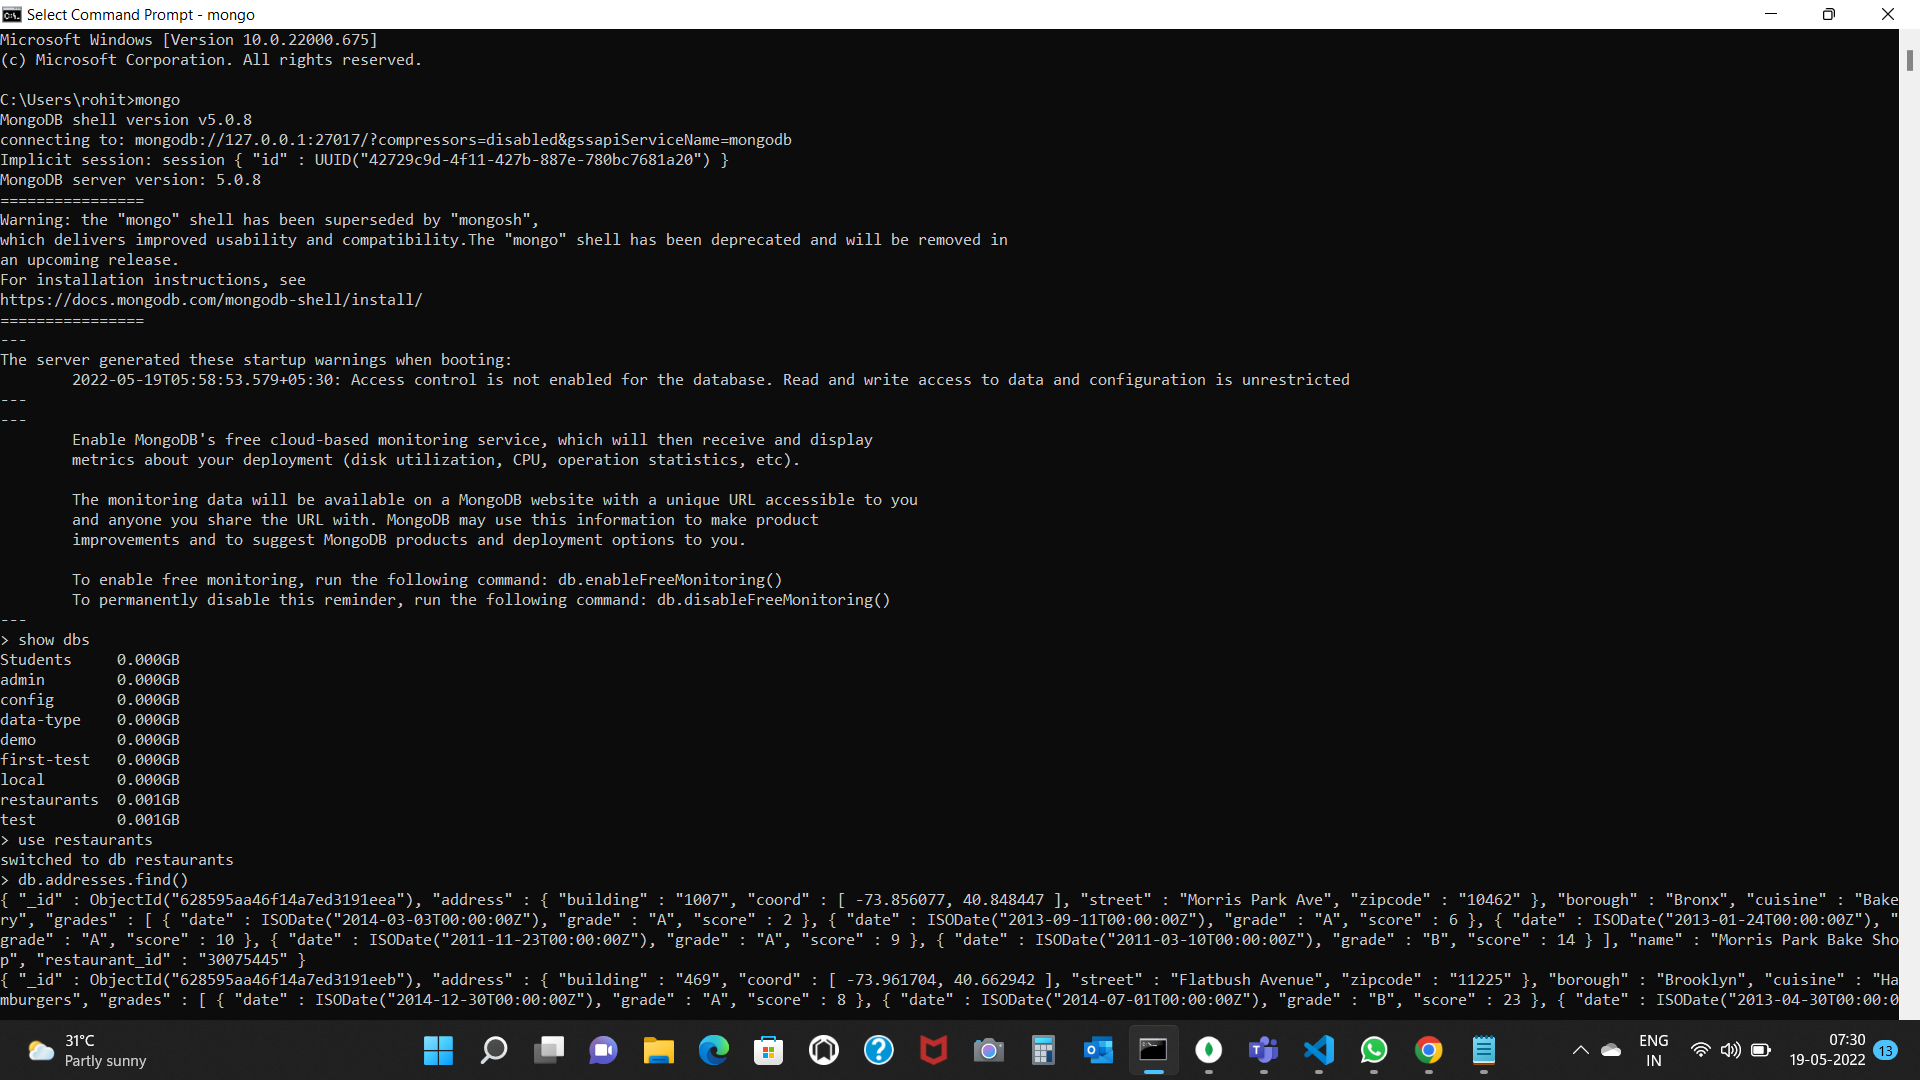 Select Command Prompt - mongo
Microsoft Windows [Version 10.0.22000.675]
(c) Microsoft Corporation. All rights reserved.
C:\Users\rohit>mongo
MongoDB shell version v5.0.8
connecting to: mongodb://127.0.0.1:27017/?compressors=disabled&gssapiServiceName=mongodb
Implicit session: session { "id" : UUID("42729c9d-4f11-427b-887e-780bc7681a20") }
MongoDB server version: 5.0.8
================
Warning: the "mongo" shell has been superseded by "mongosh",
which delivers improved usability and compatibility.The "mongo" shell has been deprecated and will be removed in
an upcoming release.
For installation instructions, see
https://docs.mongodb.com/mongodb-shell/install/
================
---
The server generated these startup warnings when booting:
        2022-05-19T05:58:53.579+05:30: Access control is not enabled for the database. Read and write access to data and configuration is unrestricted
---
---
        Enable MongoDB's free cloud-based monitoring service, which will then receive and display
        metrics about your deployment (disk utilization, CPU, operation statistics, etc).
        The monitoring data will be available on a MongoDB website with a unique URL accessible to you
        and anyone you share the URL with. MongoDB may use this information to make product
        improvements and to suggest MongoDB products and deployment options to you.
        To enable free monitoring, run the following command: db.enableFreeMonitoring()
        To permanently disable this reminder, run the following command: db.disableFreeMonitoring()
---
> show dbs
Students     0.000GB
admin        0.000GB
config       0.000GB
data-type    0.000GB
demo         0.000GB
first-test   0.000GB
local        0.000GB
restaurants  0.001GB
test         0.001GB
> use restaurants
switched to db restaurants
> db.addresses.find()
{ "_id" : ObjectId("628595aa46f14a7ed3191eea"), "address" : { "building" : "1007", "coord" : [ -73.856077, 40.848447 ], "street" : "Morris Park Ave", "zipcode" : "10462" }, "borough" : "Bronx", "cuisine" : "Bake
ry", "grades" : [ { "date" : ISODate("2014-03-03T00:00:00Z"), "grade" : "A", "score" : 2 }, { "date" : ISODate("2013-09-11T00:00:00Z"), "grade" : "A", "score" : 6 }, { "date" : ISODate("2013-01-24T00:00:00Z"), "
grade" : "A", "score" : 10 }, { "date" : ISODate("2011-11-23T00:00:00Z"), "grade" : "A", "score" : 9 }, { "date" : ISODate("2011-03-10T00:00:00Z"), "grade" : "B", "score" : 14 } ], "name" : "Morris Park Bake Sho
p", "restaurant_id" : "30075445" }
{ "_id" : ObjectId("628595aa46f14a7ed3191eeb"), "address" : { "building" : "469", "coord" : [ -73.961704, 40.662942 ], "street" : "Flatbush Avenue", "zipcode" : "11225" }, "borough" : "Brooklyn", "cuisine" : "Ha
mburgers", "grades" : [ { "date" : ISODate("2014-12-30T00:00:00Z"), "grade" : "A", "score" : 8 }, { "date" : ISODate("2014-07-01T00:00:00Z"), "grade" : "B", "score" : 23 }, { "date" : ISODate("2013-04-30T00:00:0
31°C
Partly sunny
ENG
IN
07:30
19-05-2022
13